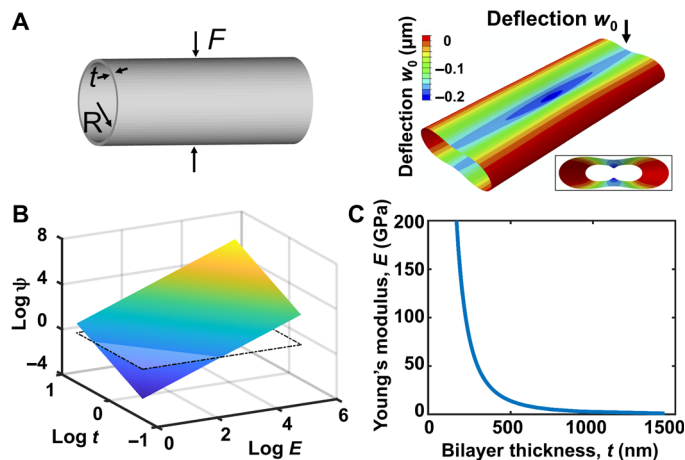 A
F
t
R
Deflection w₀
Deflection w₀ (µm)
0
–0.1
–0.2
B
Log ψ
8
4
0
–4
1
0
–1
Log t
0
2
4
6
Log E
C
Young's modulus, E (GPa)
200
150
100
50
0
0
500
1000
1500
Bilayer thickness, t (nm)